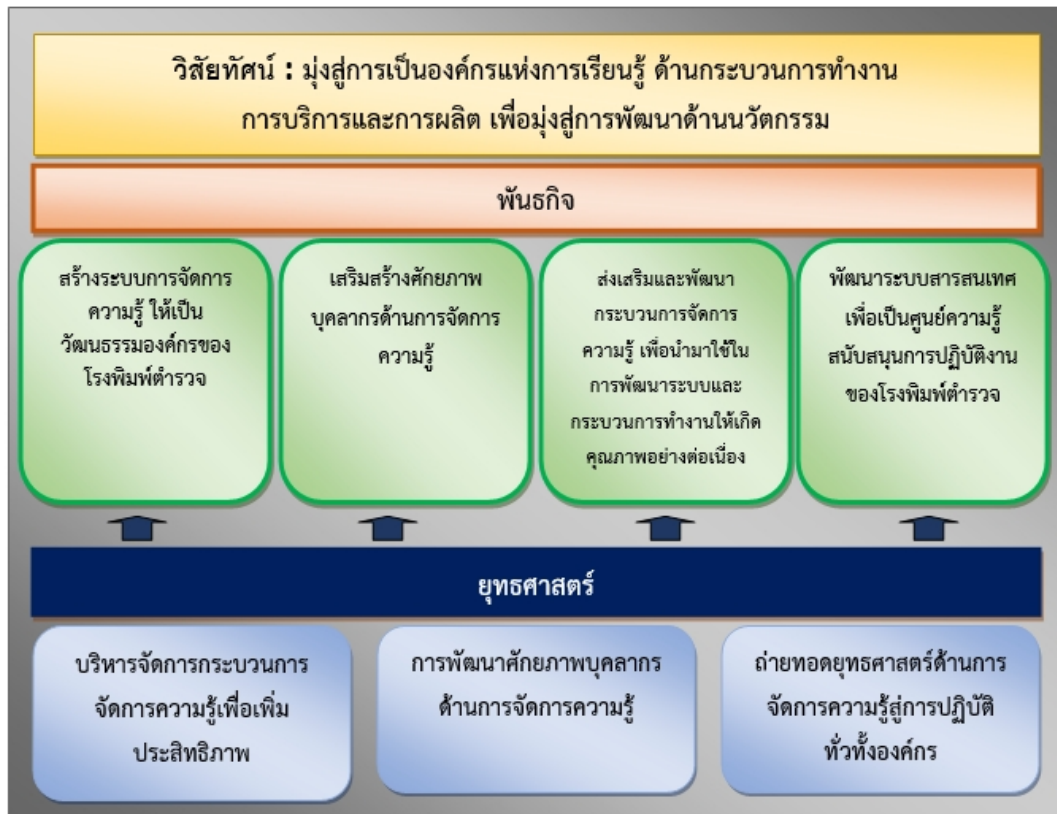 วิสัยทัศน์ : มุ่งสู่การเป็นองค์กรแห่งการเรียนรู้ ด้านกระบวนการทำงาน
การบริการและการผลิต เพื่อมุ่งสู่การพัฒนาด้านนวัตกรรม
พันธกิจ
สร้างระบบการจัดการ
ความรู้ ให้เป็น
วัฒนธรรมองค์กรของ
โรงพิมพ์ตำรวจ
เสริมสร้างศักยภาพ
บุคลากรด้านการจัดการ
ความรู้
ส่งเสริมและพัฒนา
กระบวนการจัดการ
ความรู้ เพื่อนำมาใช้ใน
การพัฒนาระบบและ
กระบวนการทำงานให้เกิด
คุณภาพอย่างต่อเนื่อง
พัฒนาระบบสารสนเทศ
เพื่อเป็นศูนย์ความรู้
สนับสนุนการปฏิบัติงาน
ของโรงพิมพ์ตำรวจ
ยุทธศาสตร์
บริหารจัดการกระบวนการ
จัดการความรู้เพื่อเพิ่ม
ประสิทธิภาพ
การพัฒนาศักยภาพบุคลากร
ด้านการจัดการความรู้
ถ่ายทอดยุทธศาสตร์ด้านการ
จัดการความรู้สู่การปฏิบัติ
ทั่วทั้งองค์กร